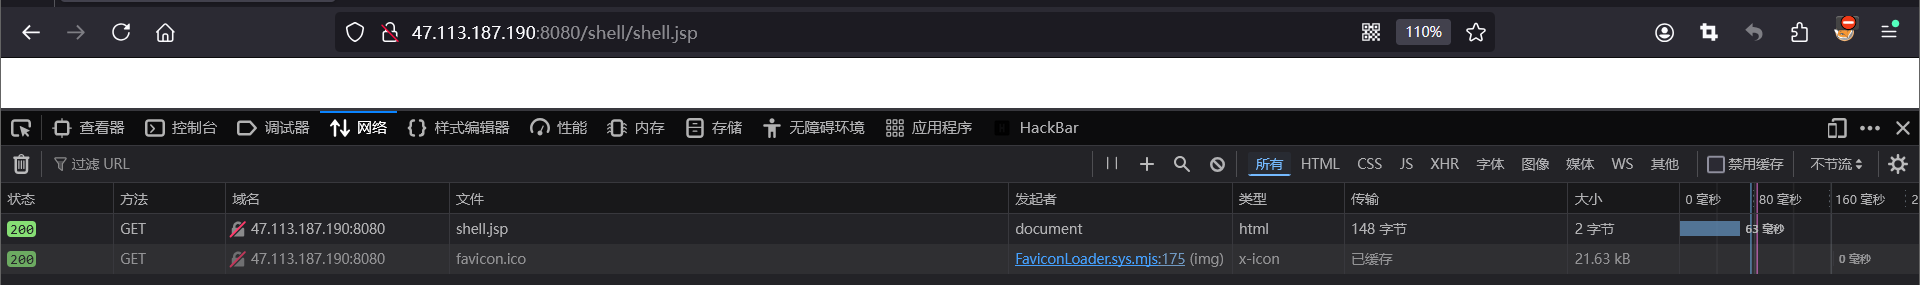 47.113.187.190:8080/shell/shell.jsp 110%
查看器 控制台 调试器 网络 样式编辑器 性能 内存 存储 无障碍环境 应用程序 HackBar
过滤 URL 所有 HTML CSS JS XHR 字体 图像 媒体 WS 其他 禁用缓存 不节流
状态 方法 域名 文件 发起者 类型 传输 大小 0 毫秒 80 毫秒 160 毫秒 2
200 GET 47.113.187.190:8080 shell.jsp document html 148 字节 2 字节 63 毫秒
200 GET 47.113.187.190:8080 favicon.ico FaviconLoader.sys.mjs:175 (img) x-icon 已缓存 21.63 kB 0 毫秒